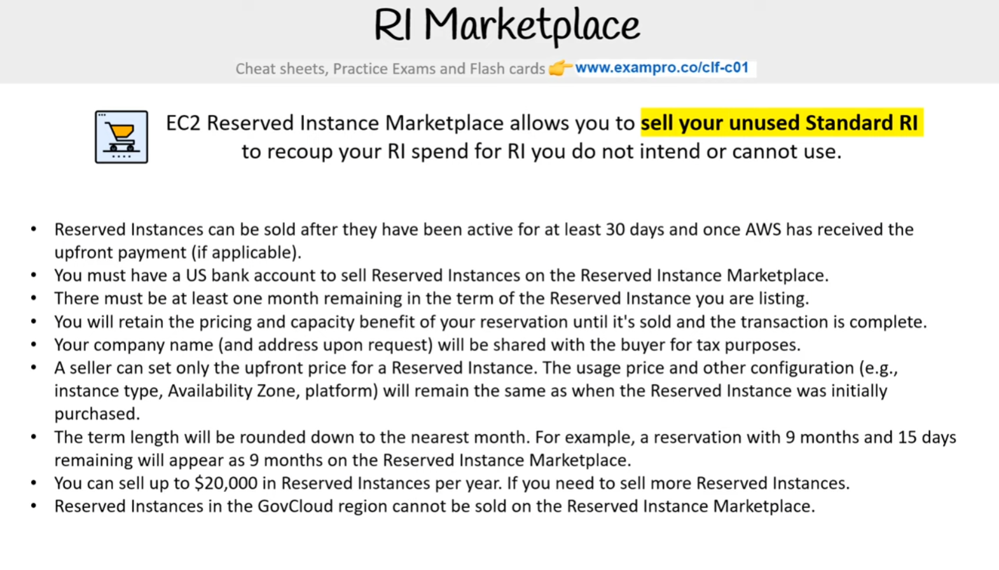 RI Marketplace
Cheat sheets, Practice Exams and Flash cards 👉 www.exampro.co/clf-c01
EC2 Reserved Instance Marketplace allows you to sell your unused Standard RI
to recoup your RI spend for RI you do not intend or cannot use.
• Reserved Instances can be sold after they have been active for at least 30 days and once AWS has received the
upfront payment (if applicable).
• You must have a US bank account to sell Reserved Instances on the Reserved Instance Marketplace.
• There must be at least one month remaining in the term of the Reserved Instance you are listing.
• You will retain the pricing and capacity benefit of your reservation until it's sold and the transaction is complete.
• Your company name (and address upon request) will be shared with the buyer for tax purposes.
• A seller can set only the upfront price for a Reserved Instance. The usage price and other configuration (e.g.,
instance type, Availability Zone, platform) will remain the same as when the Reserved Instance was initially
purchased.
• The term length will be rounded down to the nearest month. For example, a reservation with 9 months and 15 days
remaining will appear as 9 months on the Reserved Instance Marketplace.
• You can sell up to $20,000 in Reserved Instances per year. If you need to sell more Reserved Instances.
• Reserved Instances in the GovCloud region cannot be sold on the Reserved Instance Marketplace.